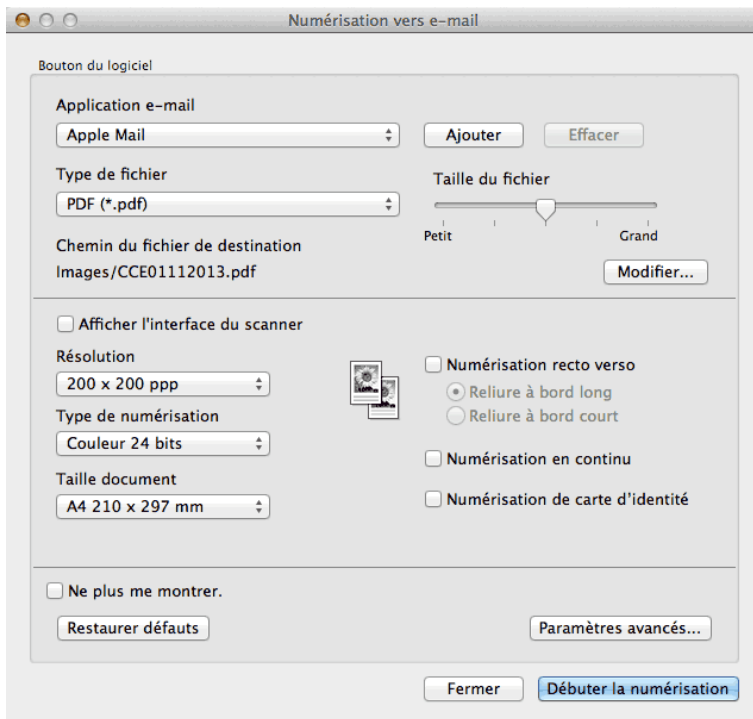 Numérisation vers e-mail
Bouton du logiciel
Application e-mail
Apple Mail
Ajouter
Effacer
Type de fichier
PDF (*.pdf)
Taille du fichier
Petit
Grand
Chemin du fichier de destination
Images/CCE01112013.pdf
Modifier...
Afficher l'interface du scanner
Résolution
200 x 200 ppp
Type de numérisation
Couleur 24 bits
Taille document
A4 210 x 297 mm
Numérisation recto verso
Reliure à bord long
Reliure à bord court
Numérisation en continu
Numérisation de carte d'identité
Ne plus me montrer.
Restaurer défauts
Paramètres avancés...
Fermer
Débuter la numérisation